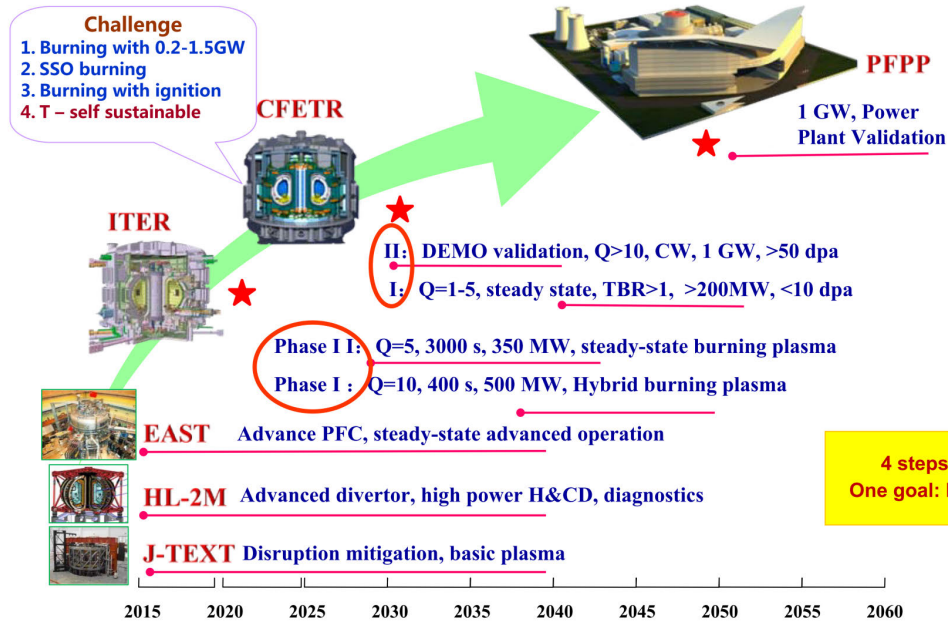 Challenge
1. Burning with 0.2-1.5GW
2. SSO burning
3. Burning with ignition
4. T – self sustainable
PFPP
1 GW, Power
Plant Validation
CFETR
ITER
II: DEMO validation, Q>10, CW, 1 GW, >50 dpa
I: Q=1-5, steady state, TBR>1, >200MW, <10 dpa
Phase I I: Q=5, 3000 s, 350 MW, steady-state burning plasma
Phase I : Q=10, 400 s, 500 MW, Hybrid burning plasma
EAST Advance PFC, steady-state advanced operation
4 steps
One goal:
HL-2M Advanced divertor, high power H&CD, diagnostics
J-TEXT Disruption mitigation, basic plasma
2015 2020 2025 2030 2035 2040 2045 2050 2055 2060